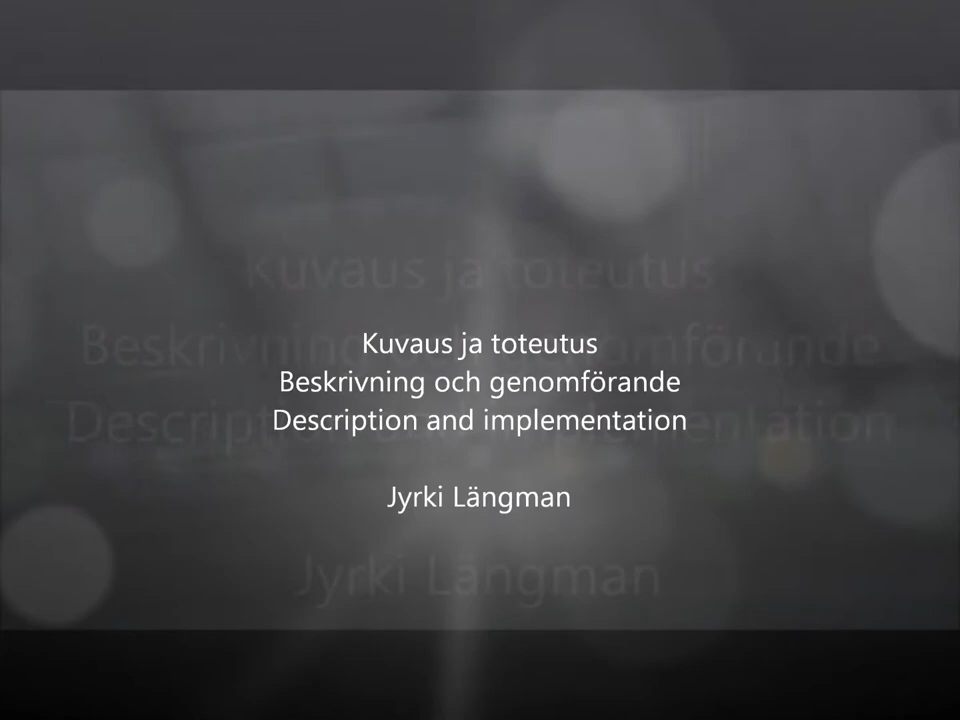 Kuvaus ja toteutus
Beskrivning och genomförande
Description and implementation
Jyrki Längman